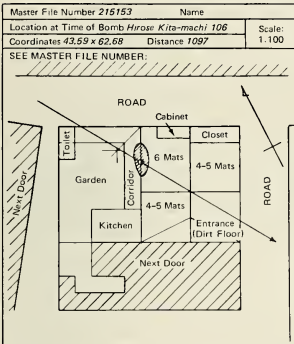 Master File Number 215153 Name
Location at Time of Bomb Hirose Kita-machi 106
Scale:
1.100
Coordinates 43.59 x 62.68 Distance 1097
SEE MASTER FILE NUMBER:
ROAD
Cabinet
Toilet
6 Mats
Closet
4-5 Mats
Garden
Corridor
ROAD
Next Door
4-5 Mats
Kitchen
Entrance
(Dirt Floor)
Next Door